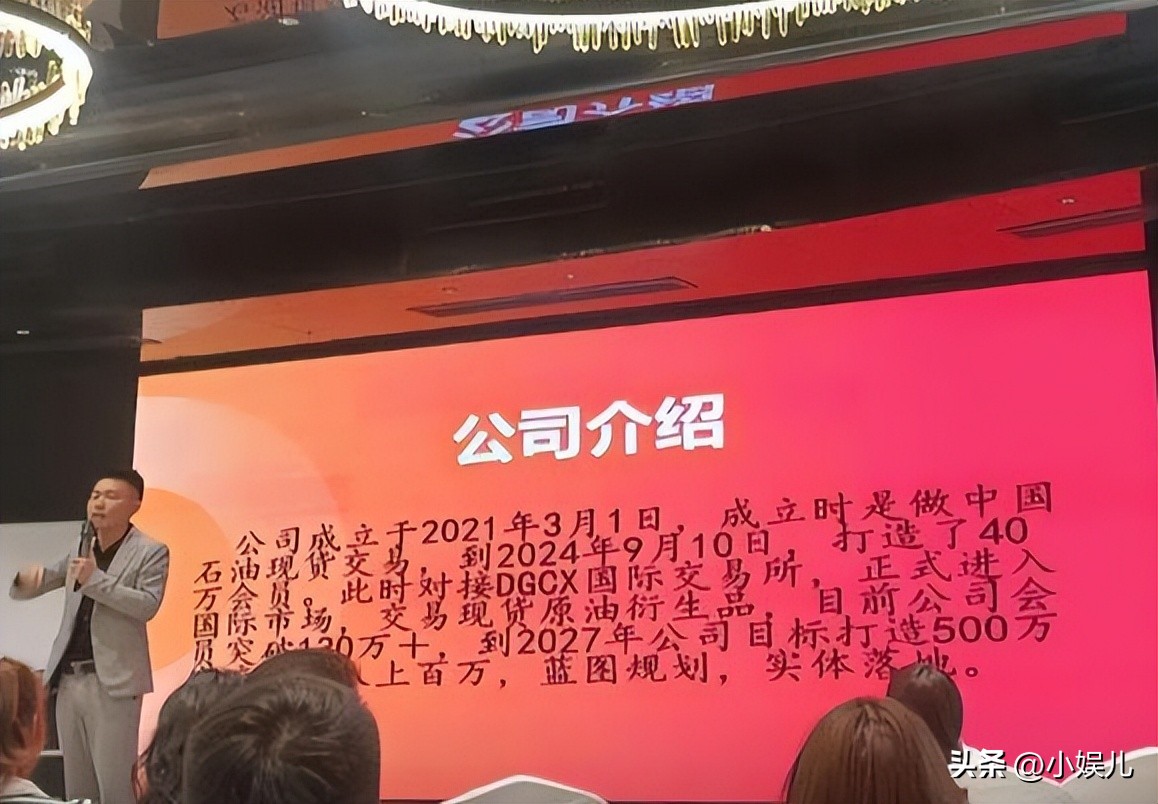 公司介绍
公司成立于2021年3月1日，成立时是做中国
石油现货交易，到2024年9月10日，打造了40
万会员。此时对接DGCX国际交易所，正式进入
国际市场，交易现货原油衍生品，目前公司会
员突破130万十，到2027年公司目标打造500万
人上百万，蓝图规划，实体落地。
头条 @小娱儿